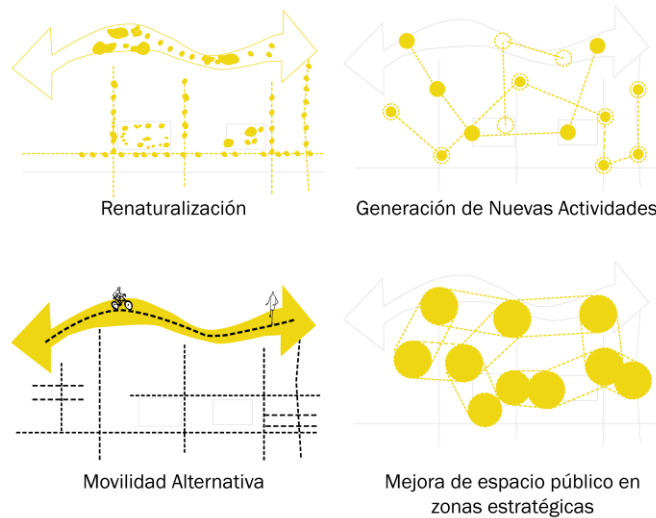 Renaturalización
Generación de Nuevas Actividades
Movilidad Alternativa
Mejora de espacio público en
zonas estratégicas